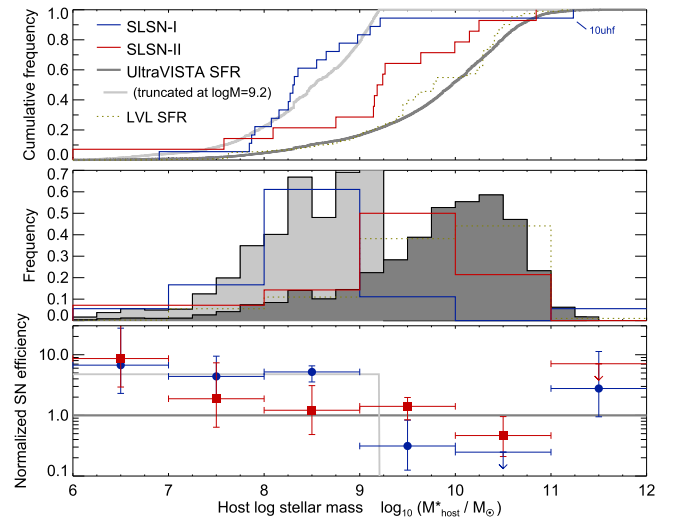 Cumulative frequency
1.0
0.8
0.6
0.4
0.2
0.0
SLSN-I
SLSN-II
UltraVISTA SFR
(truncated at logM=9.2)
LVL SFR
10uhf
Frequency
0.7
0.6
0.5
0.4
0.3
0.2
0.1
0.0
Normalized SN efficiency
10.0
1.0
0.1
6 7 8 9 10 11 12
Host log stellar mass log₁₀ (M*host / M☉)